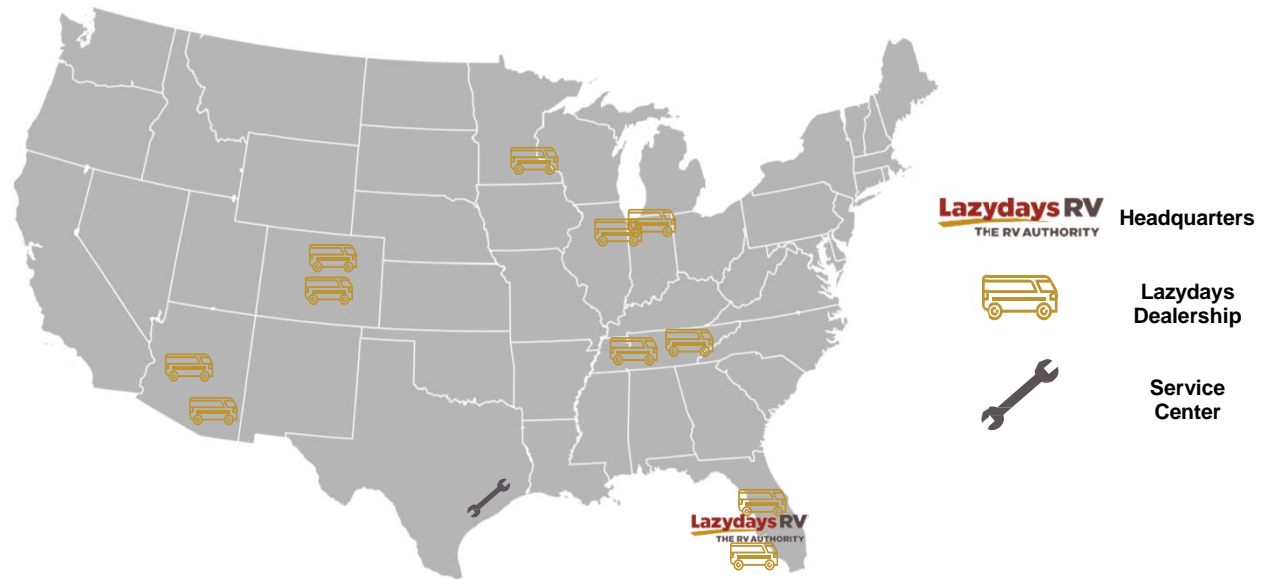 Lazydays RV
THE RV AUTHORITY
Headquarters
Lazydays
Dealership
Service
Center
Lazydays RV
THE RV AUTHORITY